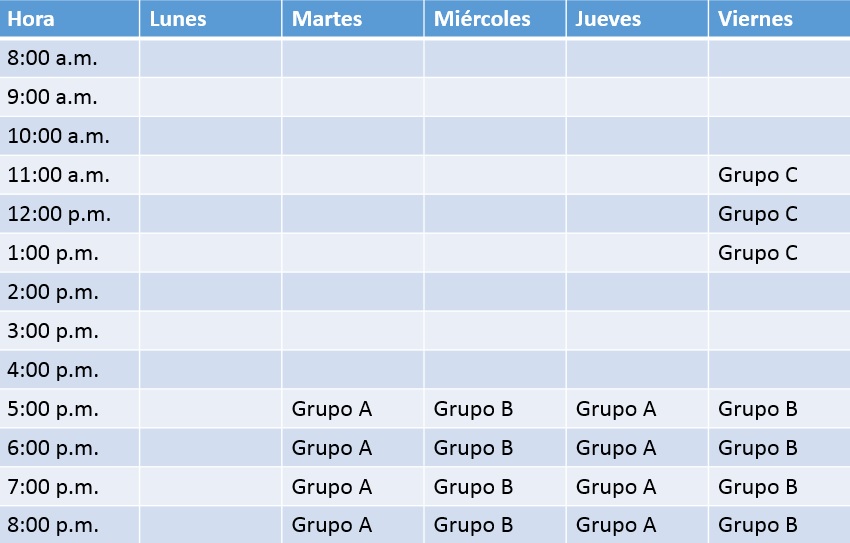 Hora Lunes Martes Miércoles Jueves Viernes
8:00 a.m.
9:00 a.m.
10:00 a.m.
11:00 a.m. Grupo C
12:00 p.m. Grupo C
1:00 p.m. Grupo C
2:00 p.m.
3:00 p.m.
4:00 p.m.
5:00 p.m. Grupo A Grupo B Grupo A Grupo B
6:00 p.m. Grupo A Grupo B Grupo A Grupo B
7:00 p.m. Grupo A Grupo B Grupo A Grupo B
8:00 p.m. Grupo A Grupo B Grupo A Grupo B